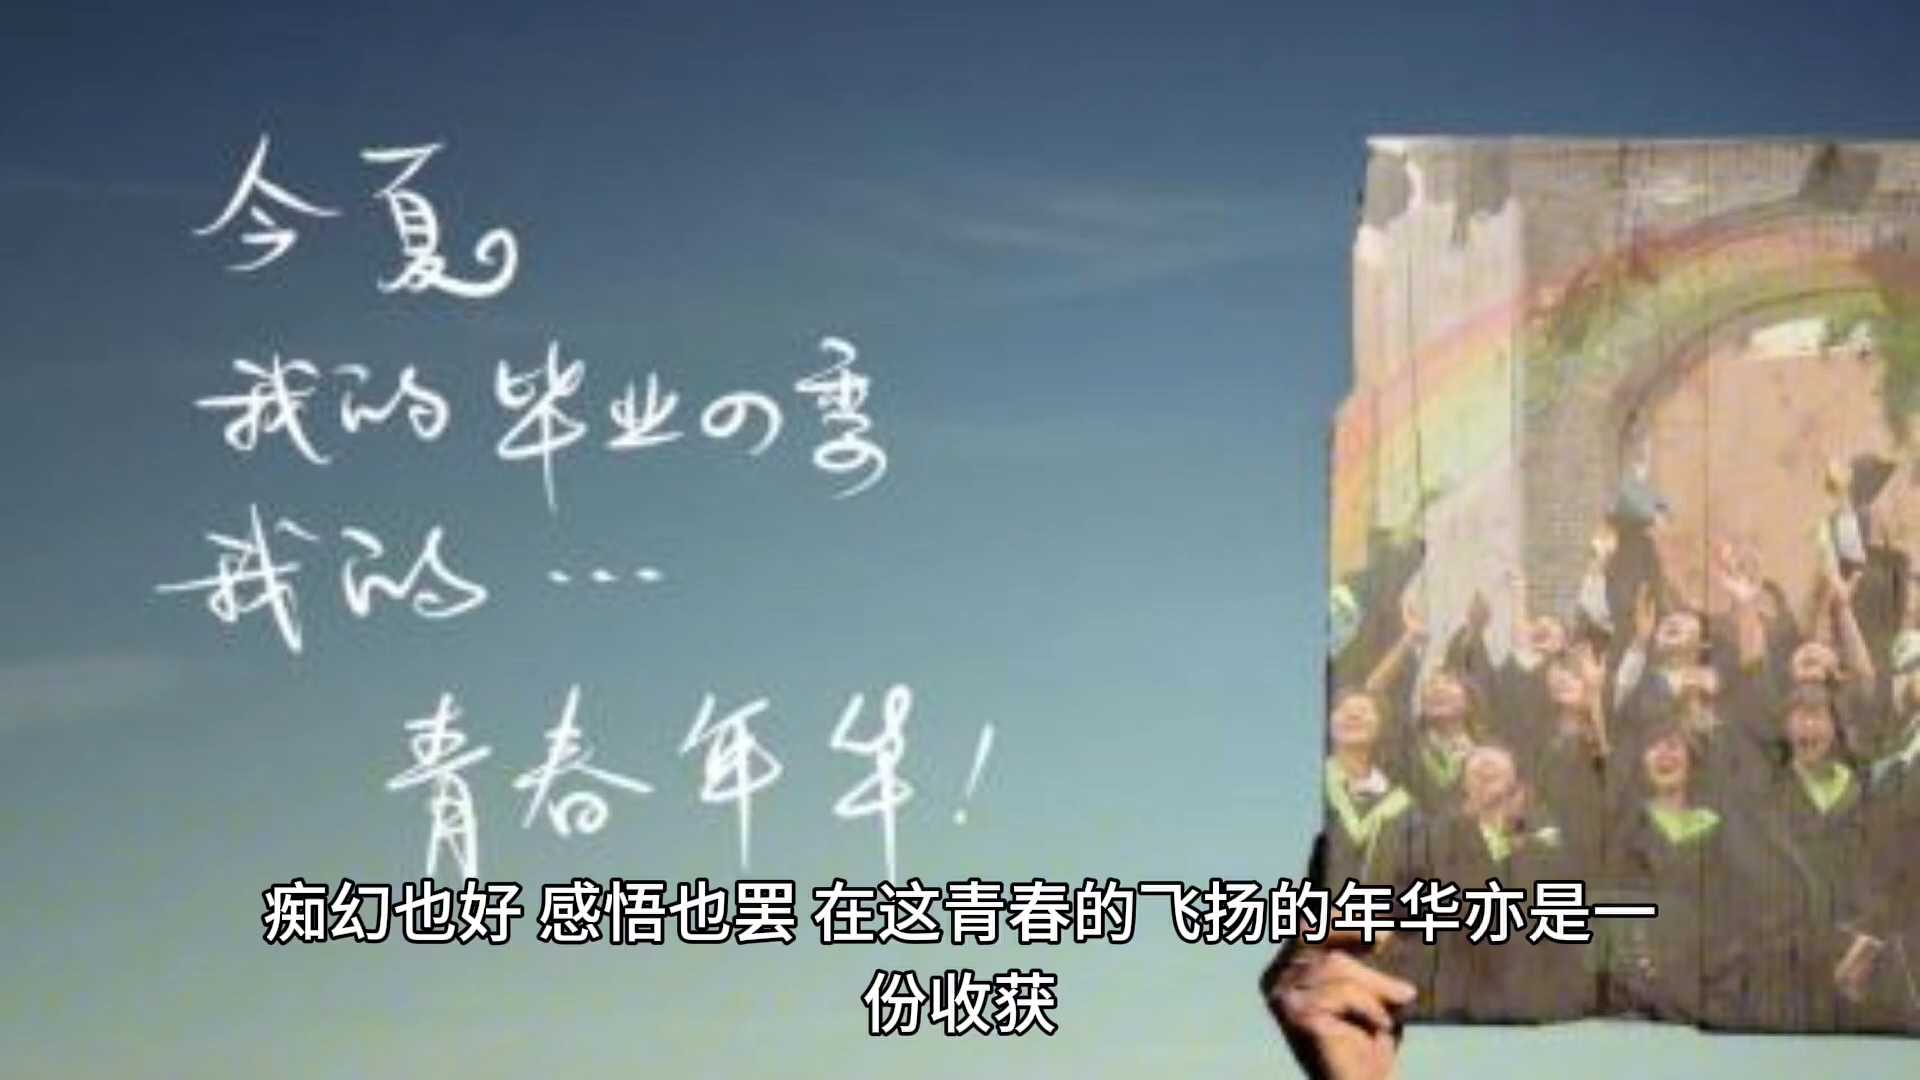 今夏
我的毕业の季
我的…
青春年华！
痴幻也好 感悟也罢 在这青春的飞扬的年华亦是一
份收获